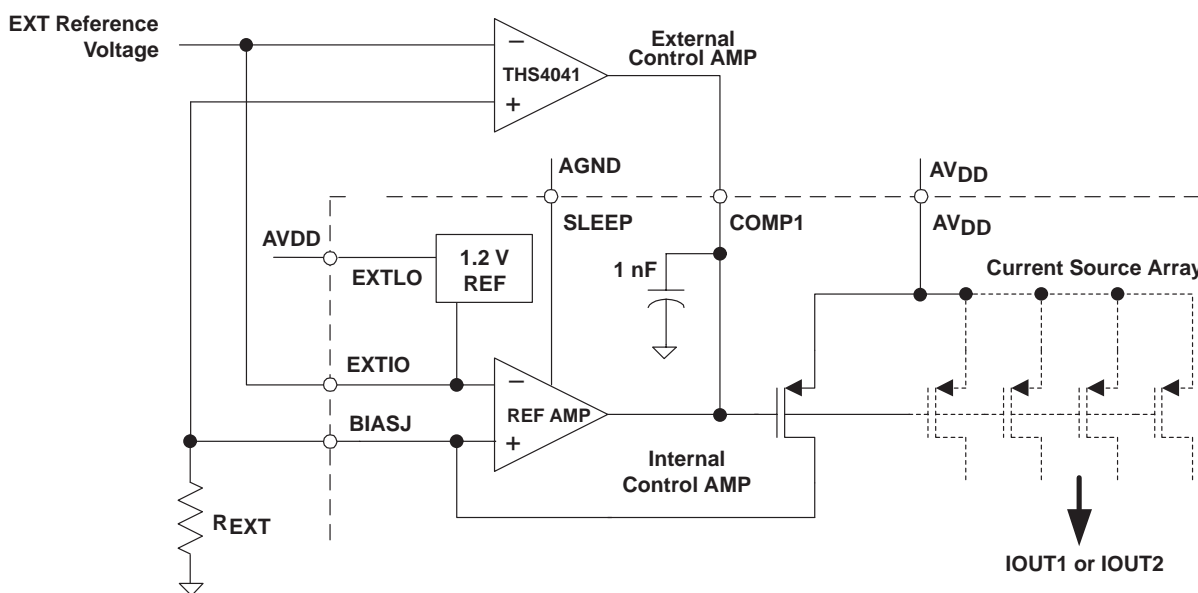 EXT Reference
Voltage
−
THS4041
+
External
Control AMP
AGND
AVDD
SLEEP
COMP1
AVDD
AVDD
EXTLO
1.2 V
REF
1 nF
Current Source Array
EXTIO
−
REF AMP
+
BIASJ
Internal
Control AMP
REXT
IOUT1 or IOUT2